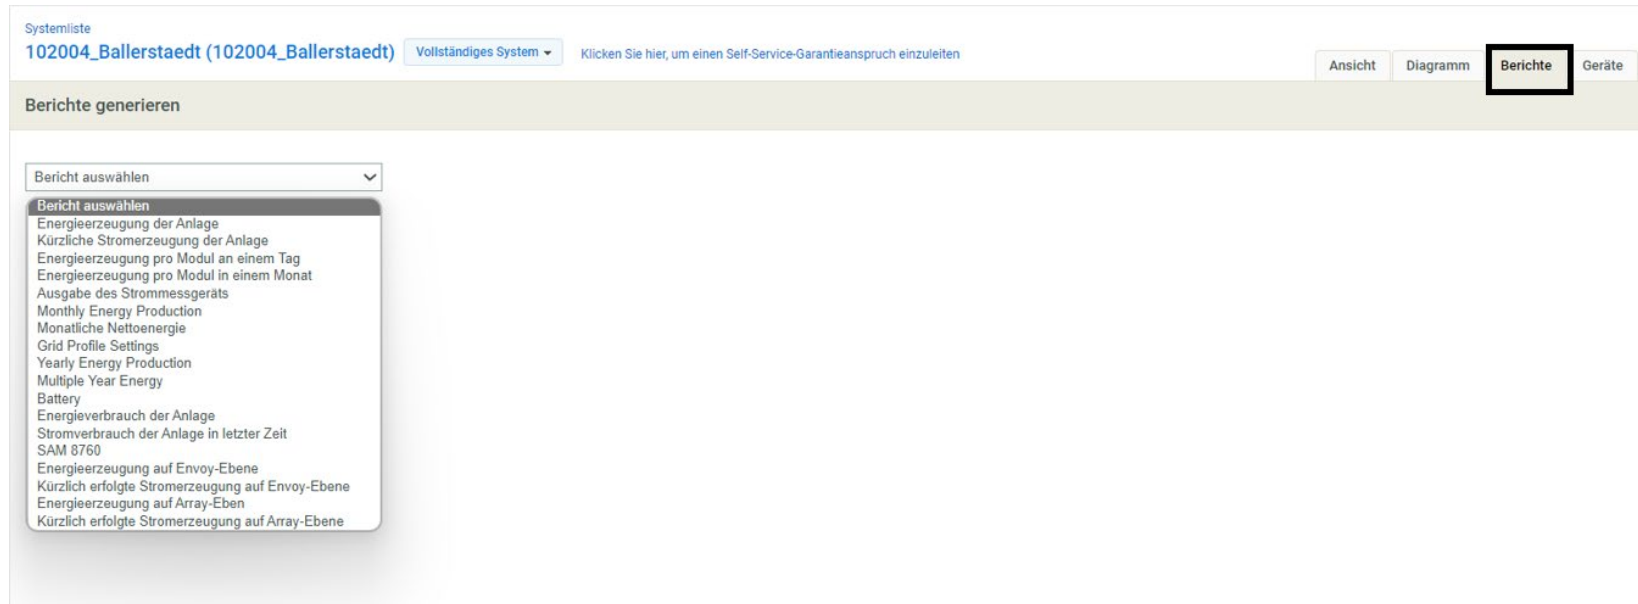 Systemliste
102004_Ballerstaedt (102004_Ballerstaedt) Vollständiges System Klicken Sie hier, um einen Self-Service-Garantieanspruch einzuleiten
Ansicht Diagramm Berichte Geräte
Berichte generieren
Bericht auswählen
Bericht auswählen
Energieerzeugung der Anlage
Kürzliche Stromerzeugung der Anlage
Energieerzeugung pro Modul an einem Tag
Energieerzeugung pro Modul in einem Monat
Ausgabe des Strommessgeräts
Monthly Energy Production
Monatliche Nettoenergie
Grid Profile Settings
Yearly Energy Production
Multiple Year Energy
Battery
Energieverbrauch der Anlage
Stromverbrauch der Anlage in letzter Zeit
SAM 8760
Energieerzeugung auf Envoy-Ebene
Kürzlich erfolgte Stromerzeugung auf Envoy-Ebene
Energieerzeugung auf Array-Eben
Kürzlich erfolgte Stromerzeugung auf Array-Ebene